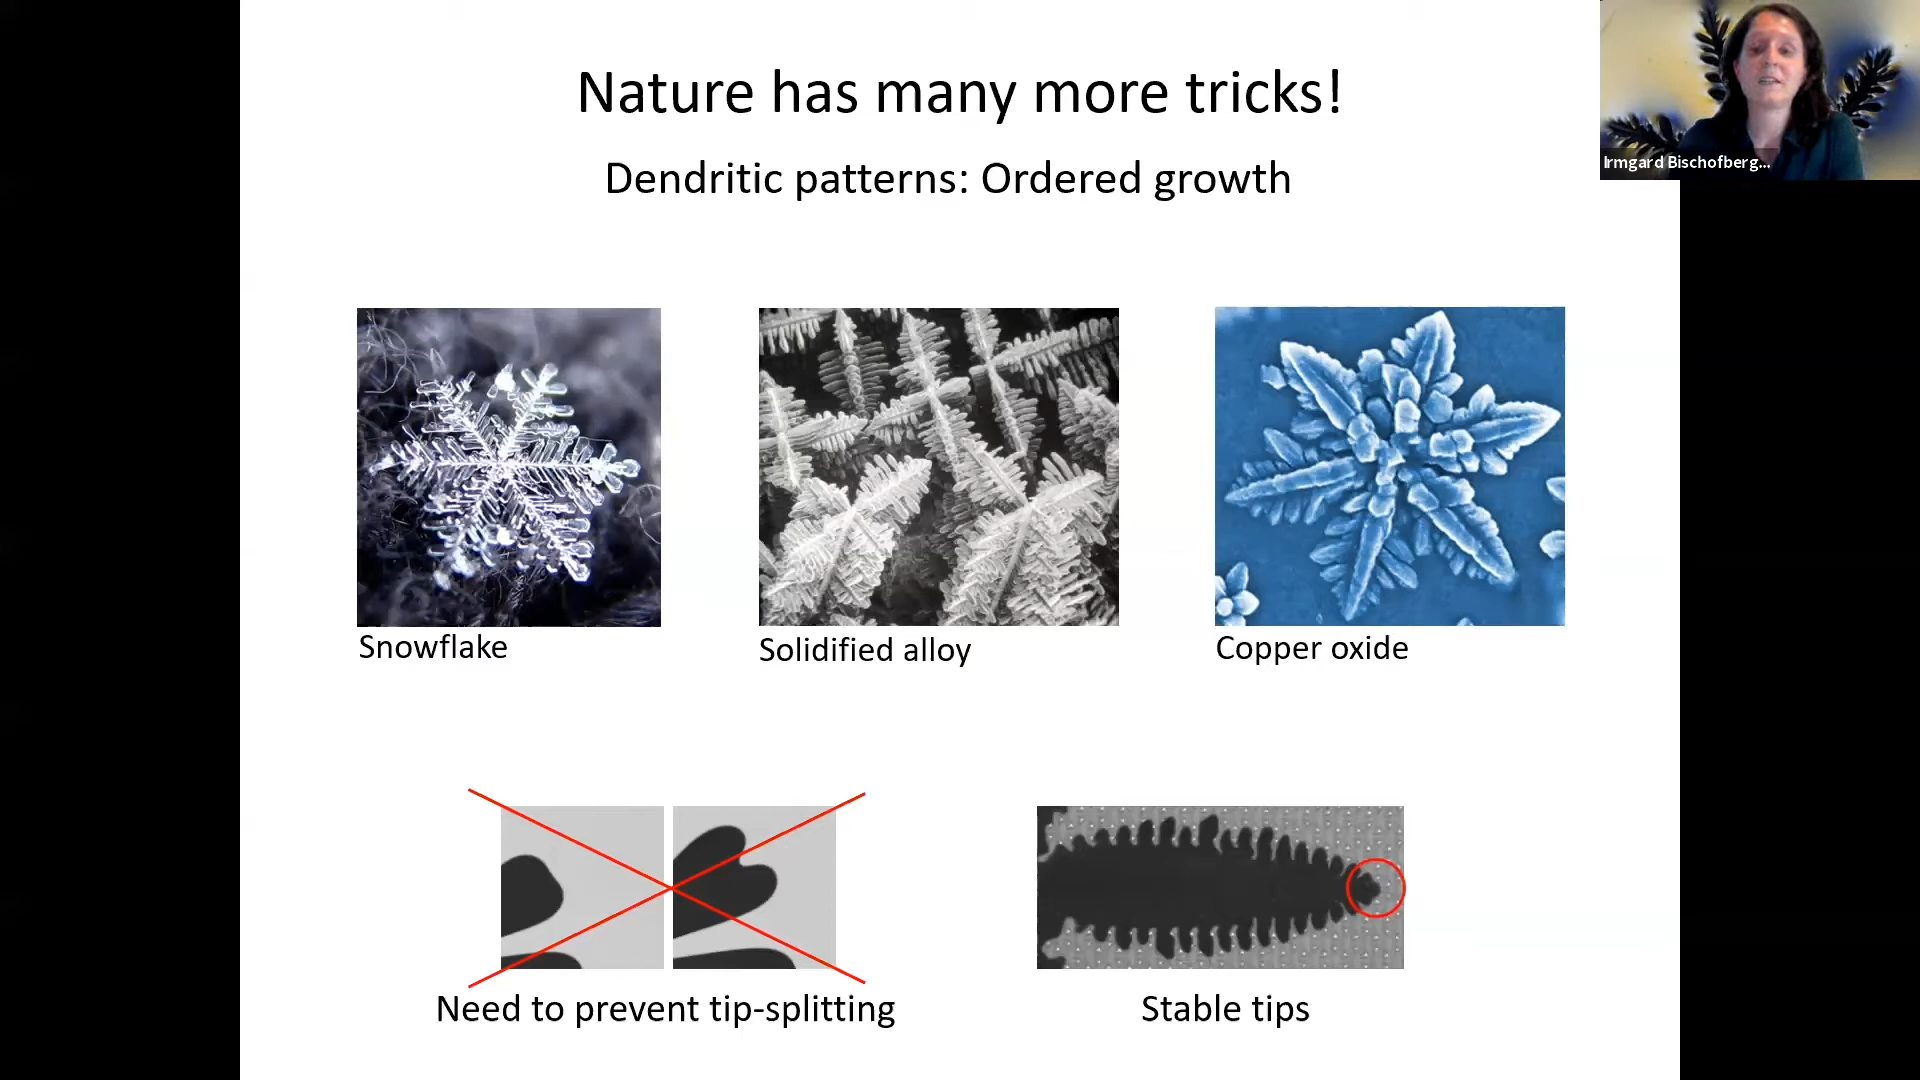 Nature has many more tricks!
Irmgard Bischofberg...
Dendritic patterns: Ordered growth
Snowflake
Solidified alloy
Copper oxide
Need to prevent tip-splitting
Stable tips